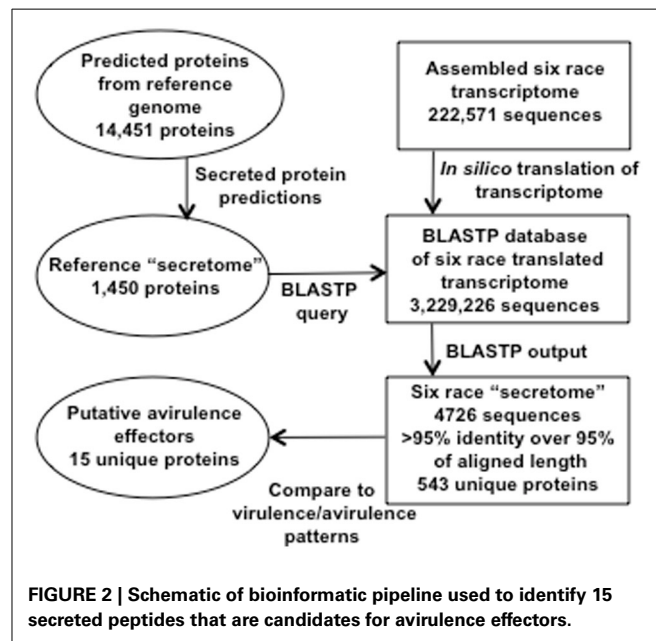 Predicted proteins
from reference
genome
14,451 proteins
Assembled six race
transcriptome
222,571 sequences
Secreted protein
predictions
In silico translation of
transcriptome
Reference “secretome”
1,450 proteins
BLASTP
query
BLASTP database
of six race translated
transcriptome
3,229,226 sequences
BLASTP output
Putative avirulence
effectors
15 unique proteins
Six race “secretome”
4726 sequences
>95% identity over 95%
of aligned length
543 unique proteins
Compare to
virulence/avirulence
patterns
FIGURE 2 | Schematic of bioinformatic pipeline used to identify 15
secreted peptides that are candidates for avirulence effectors.